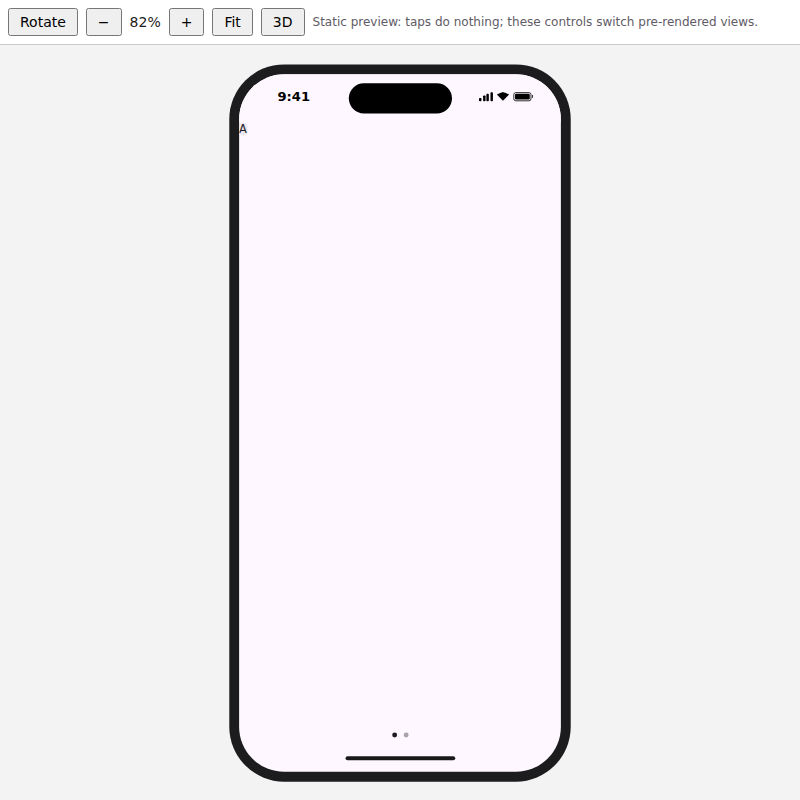 Rotate − 82% + Fit 3D Static preview: taps do nothing; these controls switch pre-rendered views.
9:41
A